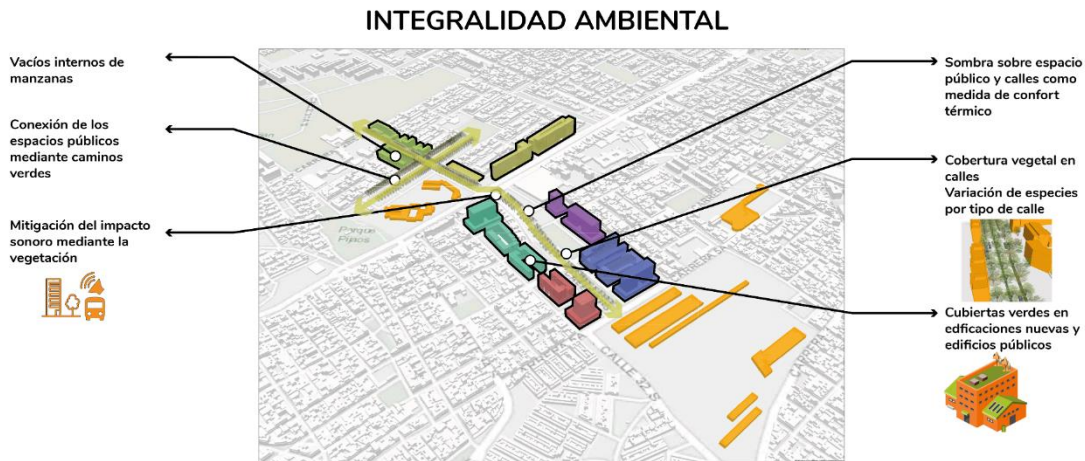 INTEGRALIDAD AMBIENTAL
Vacíos internos de
manzanas
Conexión de los
espacios públicos
mediante caminos
verdes
Mitigación del impacto
sonoro mediante la
vegetación
Parque
Pijaos
CARRERA
CALLE 32 S
Sombra sobre espacio
público y calles como
medida de confort
térmico
Cobertura vegetal en
calles
Variación de especies
por tipo de calle
Cubiertas verdes en
edficaciones nuevas y
edificios públicos